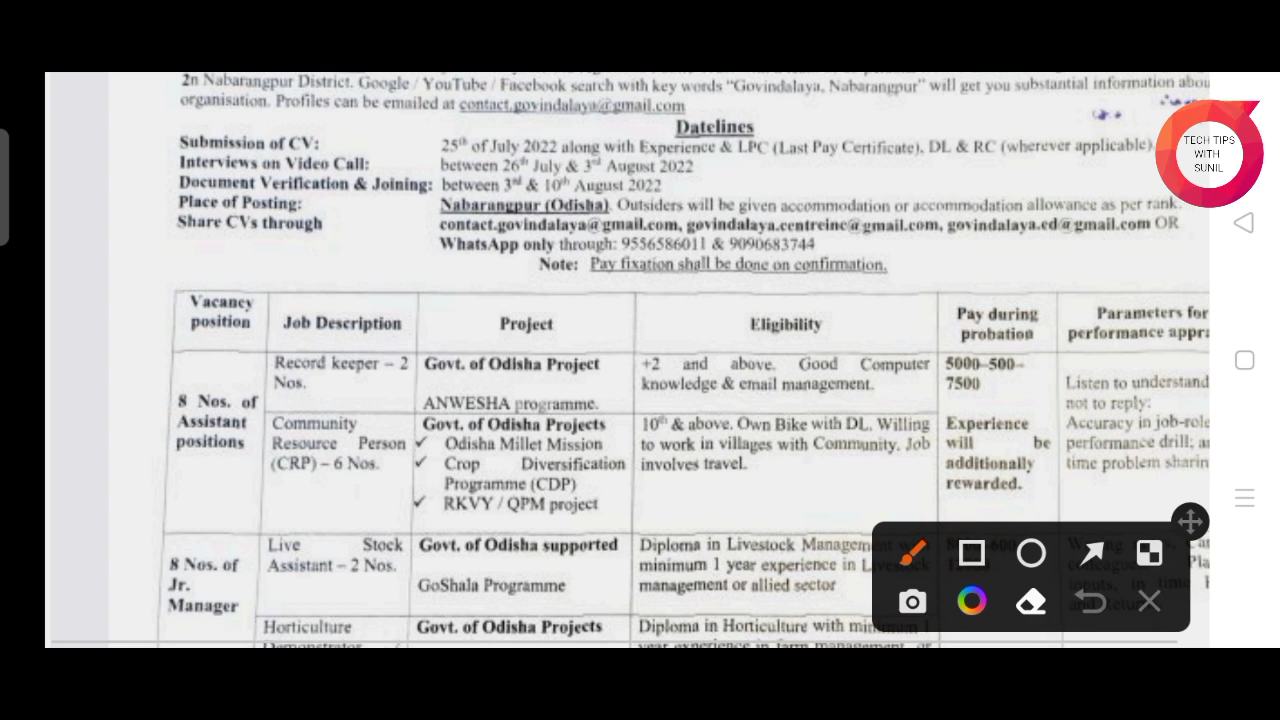 2n Nabarangpur District. Google / YouTube / Facebook search with key words “Govindalaya, Nabarangpur” will get you substantial information abou
organisation. Profiles can be emailed at contact.govindalaya@gmail.com
Datelines
Submission of CV: 25th of July 2022 along with Experience & LPC (Last Pay Certificate), DL & RC (wherever applicable).
Interviews on Video Call: between 26th July & 3rd August 2022
Document Verification & Joining: between 3rd & 10th August 2022
Place of Posting: Nabarangpur (Odisha). Outsiders will be given accommodation or accommodation allowance as per rank.
Share CVs through contact.govindalaya@gmail.com, govindalaya.centreinc@gmail.com, govindalaya.ed@gmail.com OR
WhatsApp only through: 9556586011 & 9090683744
Note: Pay fixation shall be done on confirmation.
TECH TIPS
WITH
SUNIL
Vacancy
position
Job Description
Project
Eligibility
Pay during
probation
Parameters for
performance appra
8 Nos. of
Assistant
positions
Record keeper – 2
Nos.
Govt. of Odisha Project
ANWESHA programme.
+2 and above. Good Computer
knowledge & email management.
5000–500–
7500
Experience
will be
additionally
rewarded.
Listen to understand
not to reply;
Accuracy in job-role
performance drill; an
time problem sharin
Community
Resource Person
(CRP) – 6 Nos.
Govt. of Odisha Projects
✓ Odisha Millet Mission
✓ Crop Diversification
Programme (CDP)
✓ RKVY / QPM project
10th & above. Own Bike with DL. Willing
to work in villages with Community. Job
involves travel.
8 Nos. of
Jr.
Manager
Live Stock
Assistant – 2 Nos.
Govt. of Odisha supported
GoShala Programme
Diploma in Livestock Management
minimum 1 year experience in Livestock
management or allied sector
Horticulture
Govt. of Odisha Projects
Diploma in Horticulture with minimum 1